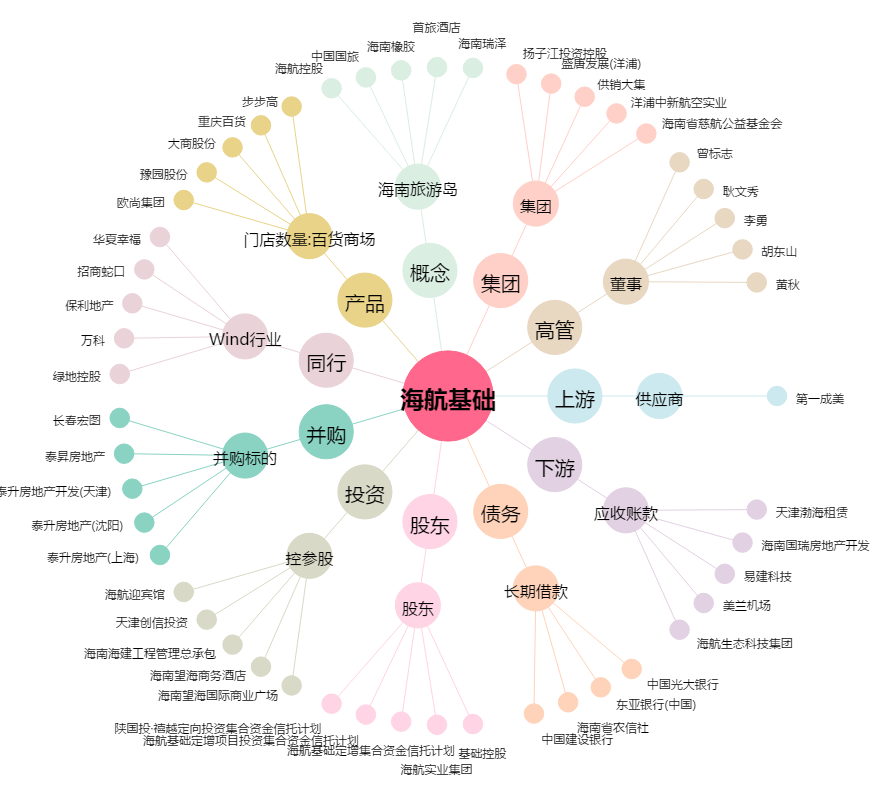 首旅酒店
海南瑞泽
海南橡胶
中国国旅
海航控股
扬子江投资控股
盛唐发展(洋浦)
供销大集
洋浦中新航空实业
海南省慈航公益基金会
步步高
重庆百货
大商股份
豫园股份
欧尚集团
曾标志
耿文秀
李勇
胡东山
黄秋
海南旅游岛
集团
门店数量:百货商场
董事
概念
集团
产品
高管
华夏幸福
招商蛇口
保利地产
万科
绿地控股
Wind行业
同行
海航基础
上游
供应商
第一成美
长春宏图
泰昇房地产
泰升房地产开发(天津)
泰升房地产(沈阳)
泰升房地产(上海)
并购
并购标的
投资
股东
债务
下游
应收账款
天津渤海租赁
海南国瑞房地产开发
易建科技
美兰机场
海航生态科技集团
控参股
股东
长期借款
海航迎宾馆
天津创信投资
海南海建工程管理总承包
海南望海商务酒店
海南望海国际商业广场
中国光大银行
东亚银行(中国)
海南省农信社
中国建设银行
陕国投·禧越定向投资集合资金信托计划
海航基础定增项目投资集合资金信托计划
海航基础定增集合资金信托计划
基础控股
海航实业集团